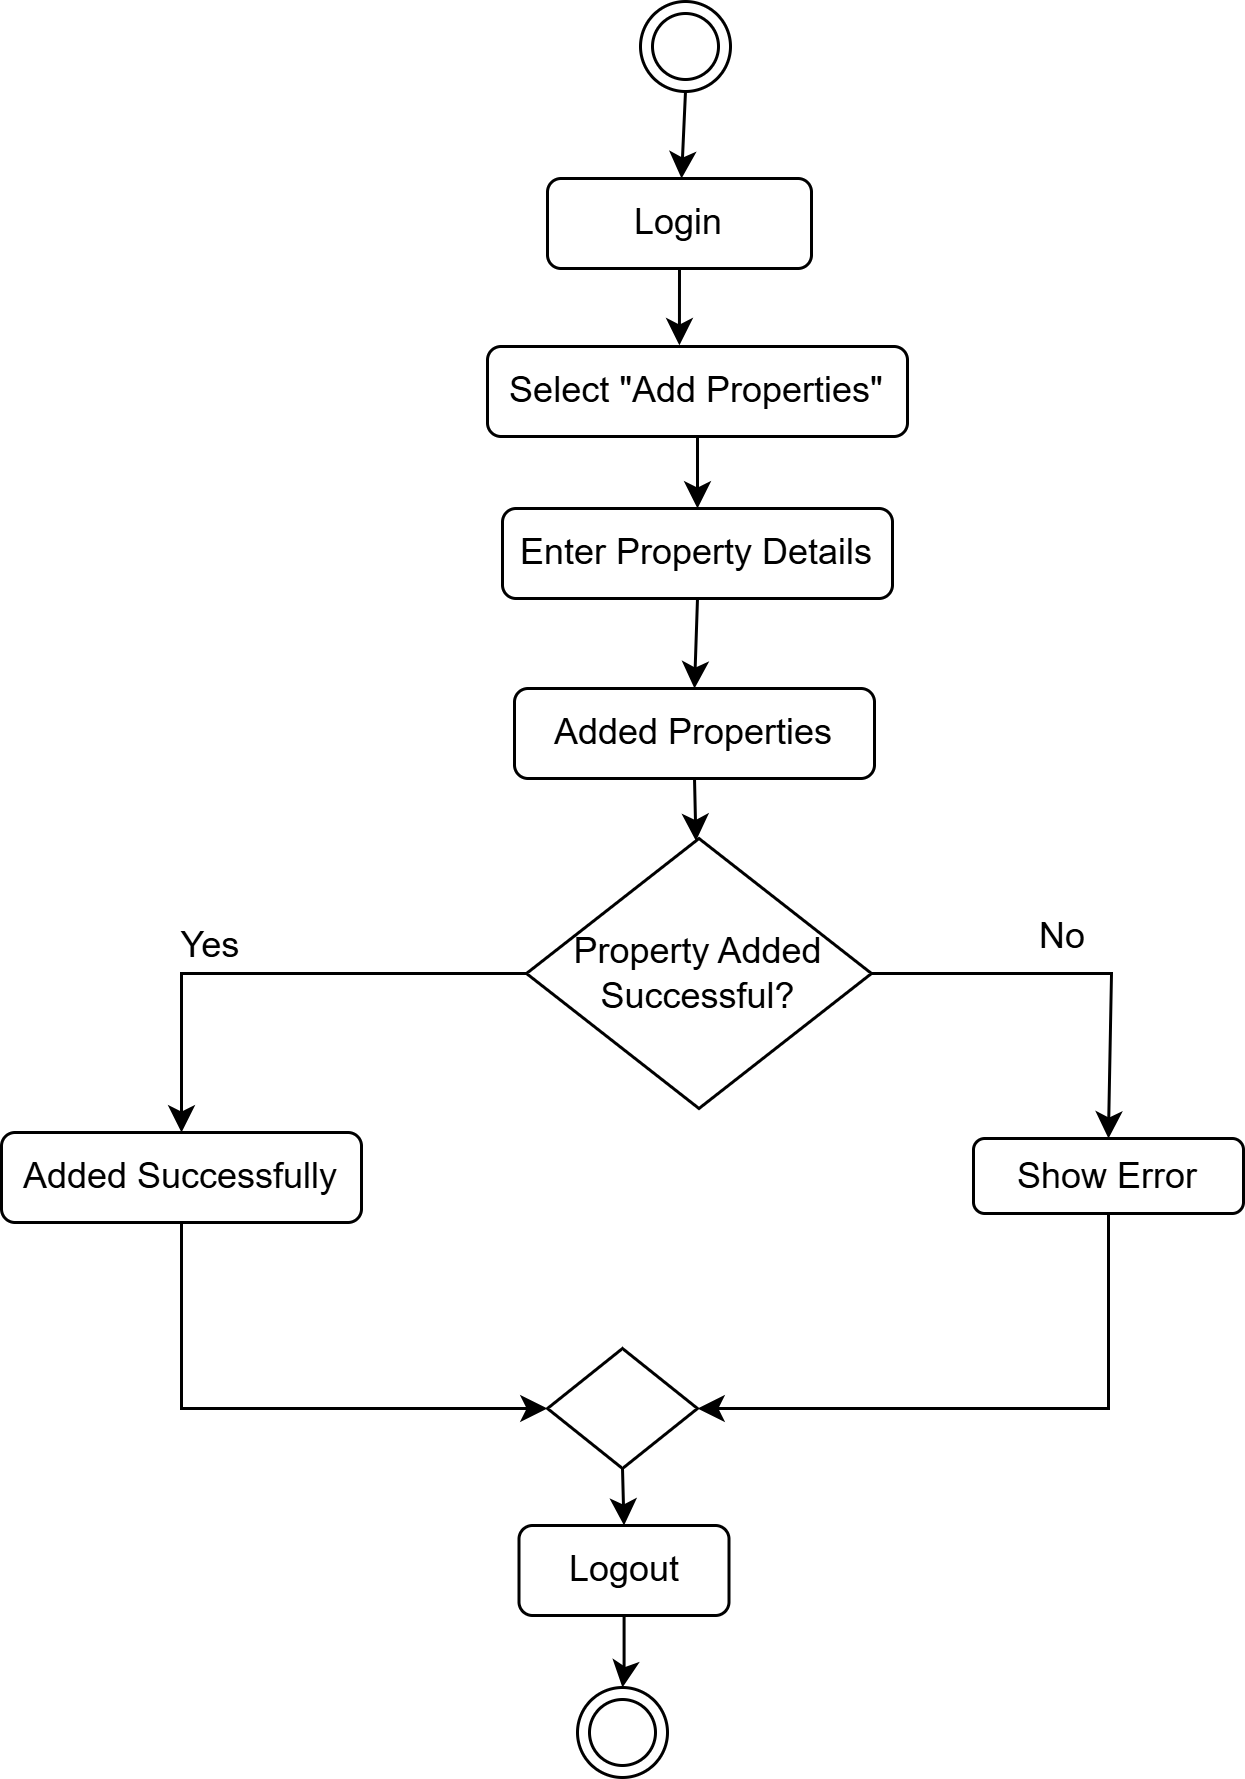 Login
Select "Add Properties"
Enter Property Details
Added Properties
Property Added
Successful?
Yes
No
Added Successfully
Show Error
Logout